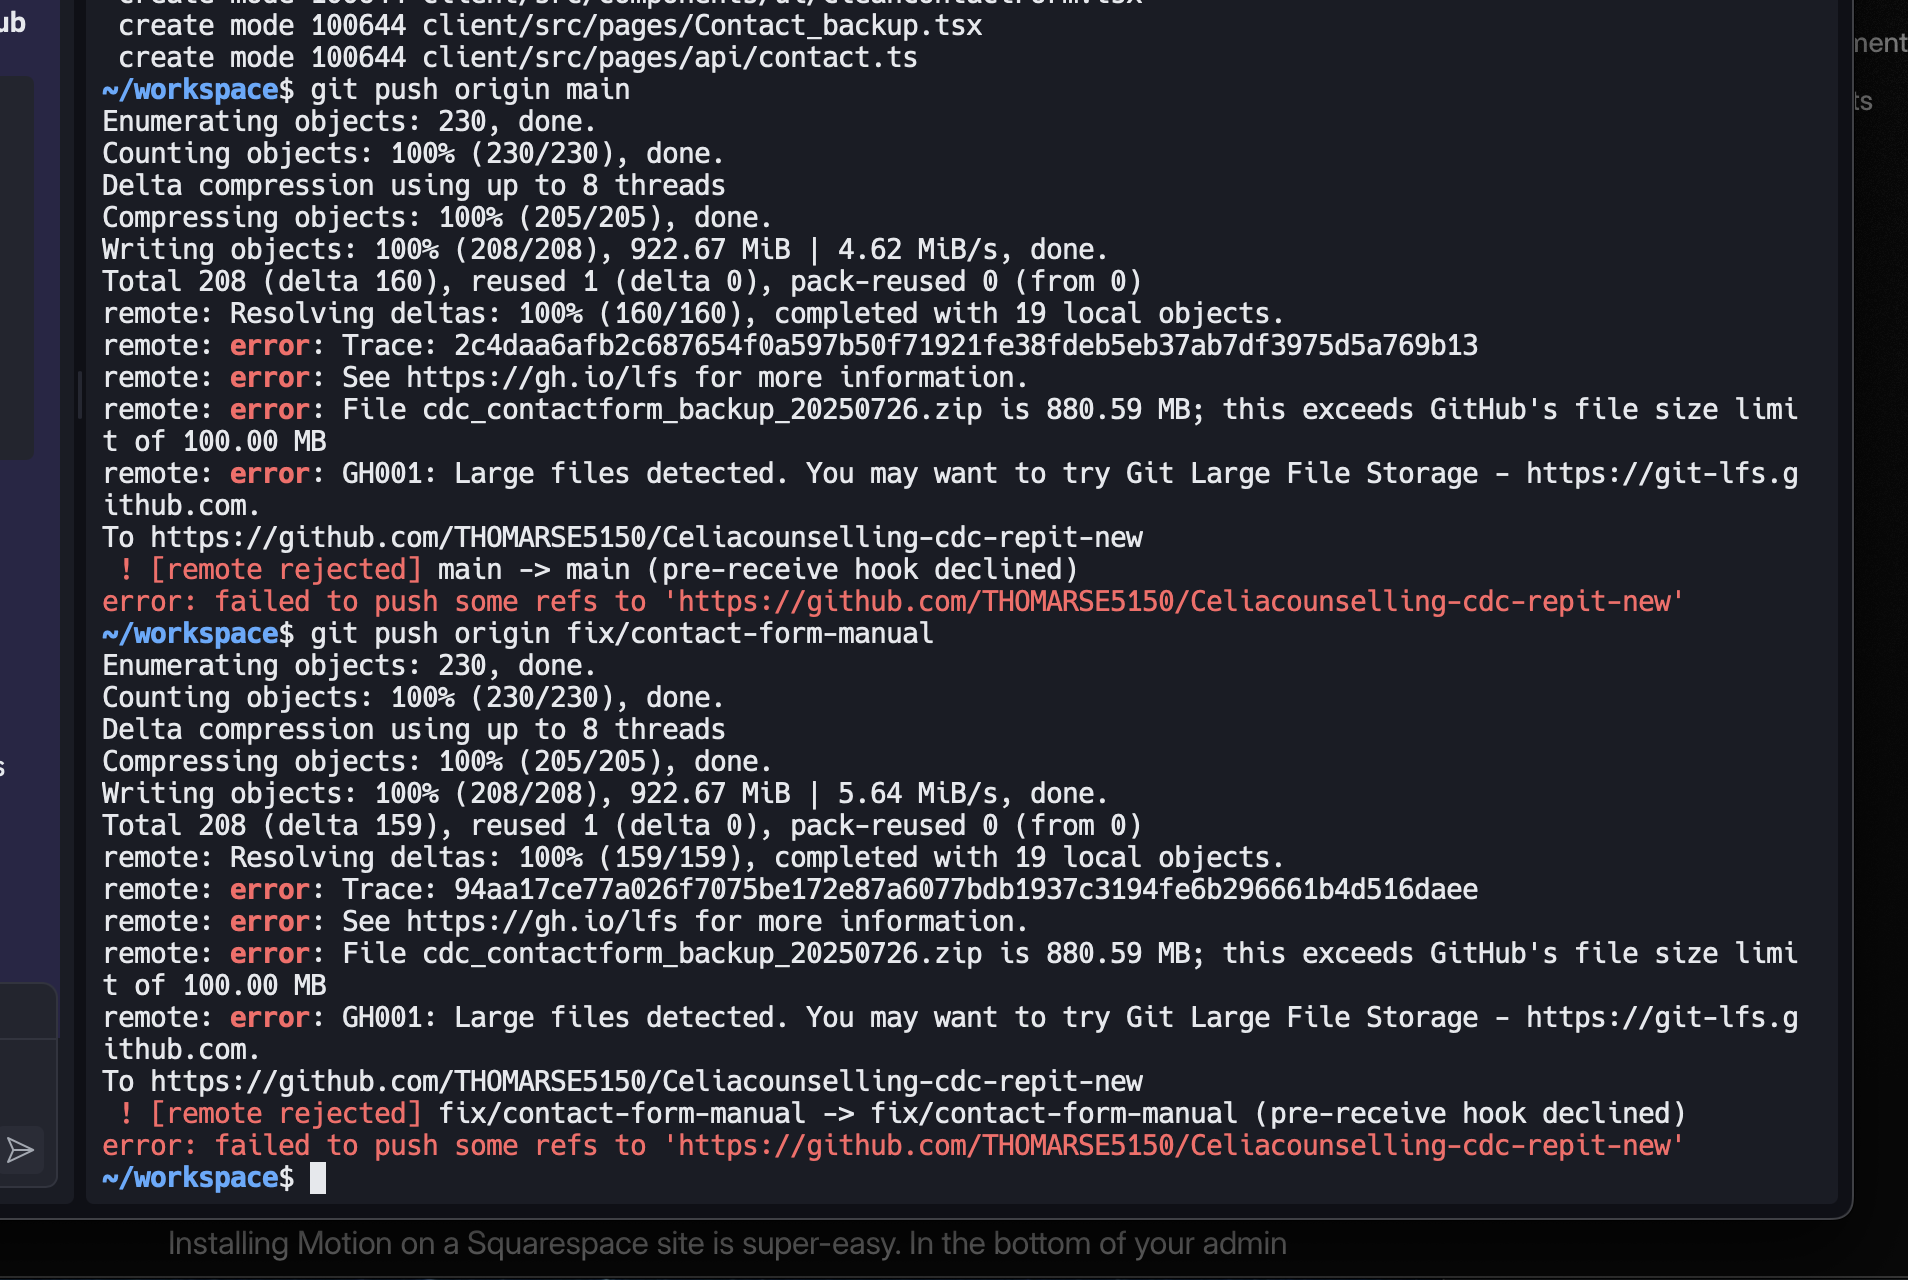 ub
create mode 100644 client/src/pages/Contact_backup.tsx
create mode 100644 client/src/pages/api/contact.ts
~/workspace$ git push origin main
Enumerating objects: 230, done.
Counting objects: 100% (230/230), done.
Delta compression using up to 8 threads
Compressing objects: 100% (205/205), done.
Writing objects: 100% (208/208), 922.67 MiB | 4.62 MiB/s, done.
Total 208 (delta 160), reused 1 (delta 0), pack-reused 0 (from 0)
remote: Resolving deltas: 100% (160/160), completed with 19 local objects.
remote: error: Trace: 2c4daa6afb2c687654f0a597b50f71921fe38fdeb5eb37ab7df3975d5a769b13
remote: error: See https://gh.io/lfs for more information.
remote: error: File cdc_contactform_backup_20250726.zip is 880.59 MB; this exceeds GitHub's file size limi
t of 100.00 MB
remote: error: GH001: Large files detected. You may want to try Git Large File Storage - https://git-lfs.g
ithub.com.
To https://github.com/THOMARSE5150/Celiacounselling-cdc-repit-new
! [remote rejected] main -> main (pre-receive hook declined)
error: failed to push some refs to 'https://github.com/THOMARSE5150/Celiacounselling-cdc-repit-new'
~/workspace$ git push origin fix/contact-form-manual
Enumerating objects: 230, done.
Counting objects: 100% (230/230), done.
Delta compression using up to 8 threads
Compressing objects: 100% (205/205), done.
Writing objects: 100% (208/208), 922.67 MiB | 5.64 MiB/s, done.
Total 208 (delta 159), reused 1 (delta 0), pack-reused 0 (from 0)
remote: Resolving deltas: 100% (159/159), completed with 19 local objects.
remote: error: Trace: 94aa17ce77a026f7075be172e87a6077bdb1937c3194fe6b296661b4d516daee
remote: error: See https://gh.io/lfs for more information.
remote: error: File cdc_contactform_backup_20250726.zip is 880.59 MB; this exceeds GitHub's file size limi
t of 100.00 MB
remote: error: GH001: Large files detected. You may want to try Git Large File Storage - https://git-lfs.g
ithub.com.
To https://github.com/THOMARSE5150/Celiacounselling-cdc-repit-new
! [remote rejected] fix/contact-form-manual -> fix/contact-form-manual (pre-receive hook declined)
error: failed to push some refs to 'https://github.com/THOMARSE5150/Celiacounselling-cdc-repit-new'
~/workspace$
ment
ts
s
Installing Motion on a Squarespace site is super-easy. In the bottom of your admin